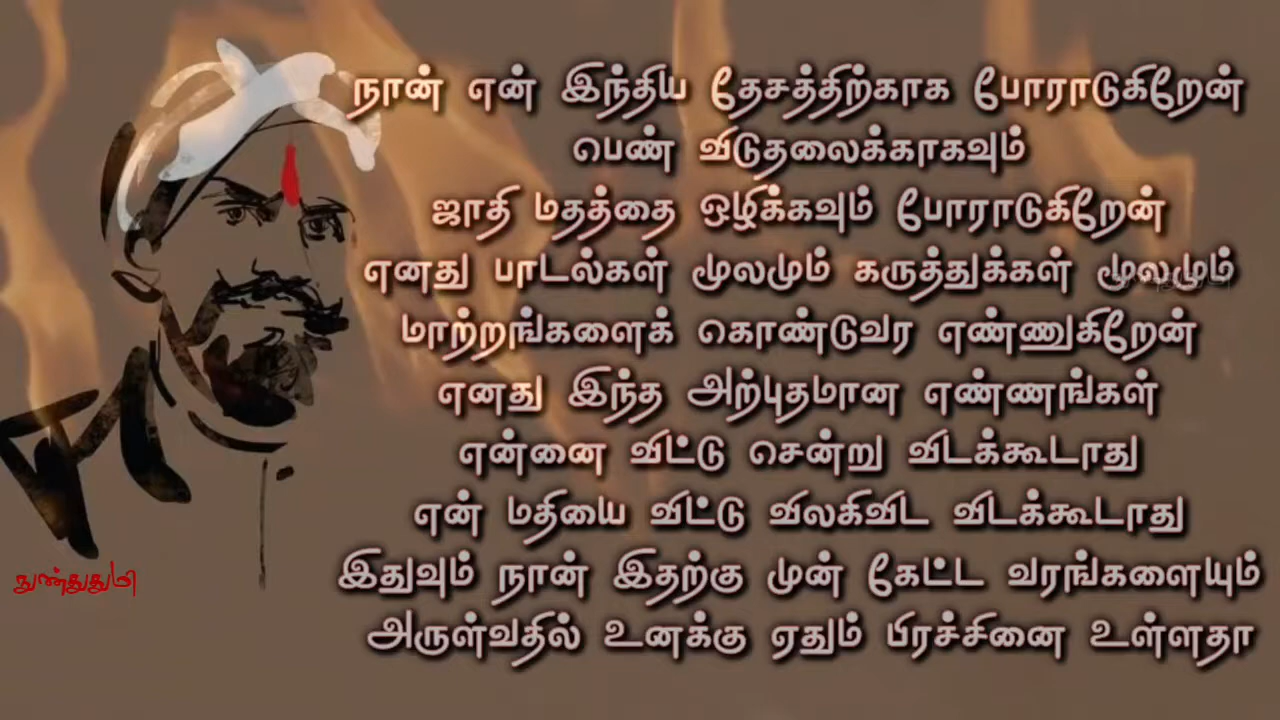 நான் என் இந்திய தேசத்திற்காக போராடுகிறேன்
பெண் விடுதலைக்காகவும்
ஜாதி மதத்தை ஒழிக்கவும் போராடுகிறேன்
எனது பாடல்கள் மூலமும் கருத்துக்கள் மூலமும்
மாற்றங்களைக் கொண்டுவர எண்ணுகிறேன்
எனது இந்த அற்புதமான எண்ணங்கள்
என்னை விட்டு சென்று விடக்கூடாது
என் மதியை விட்டு விலகிவிட விடக்கூடாது
இதுவும் நான் இதற்கு முன் கேட்ட வரங்களையும்
அருள்வதில் உனக்கு ஏதும் பிரச்சினை உள்ளதா